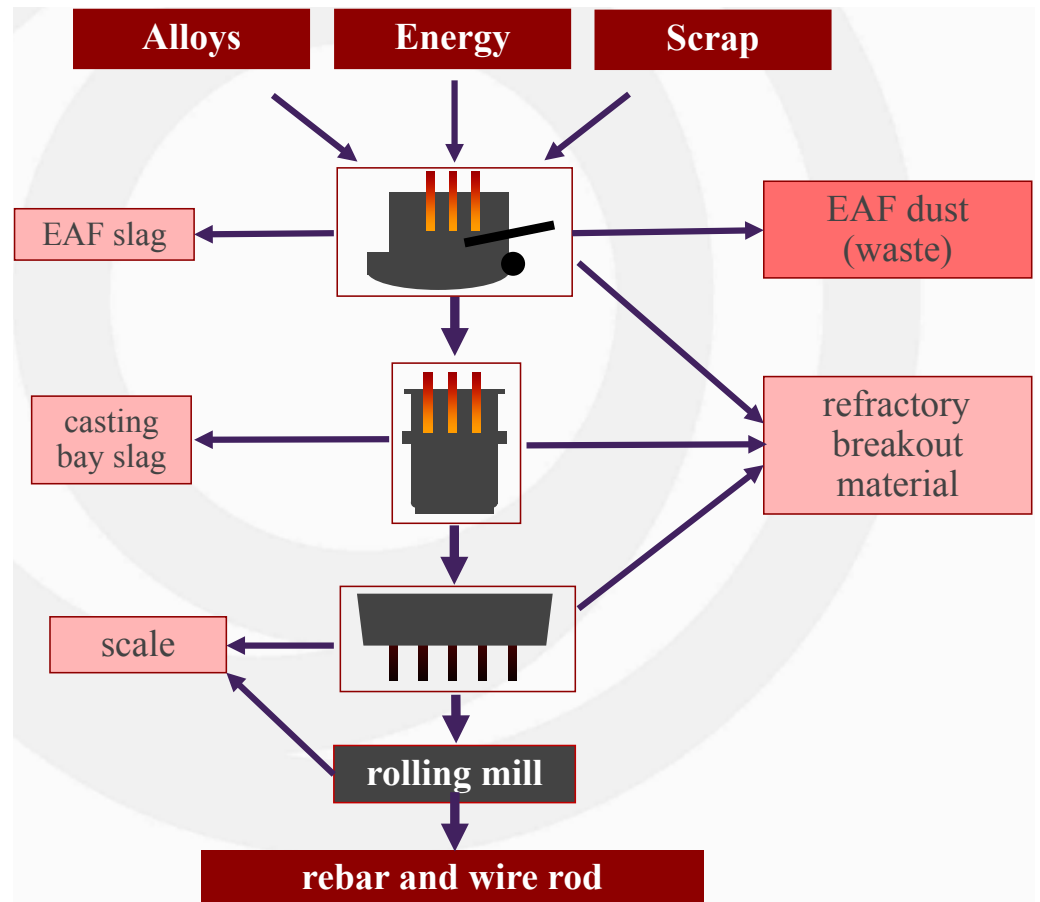 Alloys
Energy
Scrap
EAF slag
EAF dust
(waste)
casting
bay slag
refractory
breakout
material
scale
rolling mill
rebar and wire rod